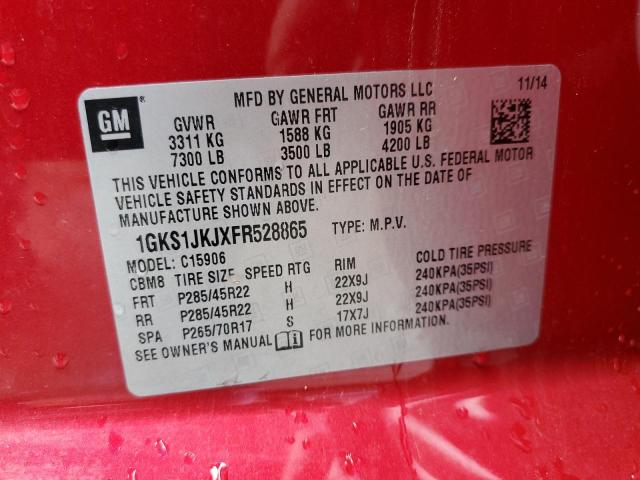 GM
MFD BY GENERAL MOTORS LLC 11/14
GVWR GAWR FRT GAWR RR
3311 KG 1588 KG 1905 KG
7300 LB 3500 LB 4200 LB
THIS VEHICLE CONFORMS TO ALL APPLICABLE U.S. FEDERAL MOTOR
VEHICLE SAFETY STANDARDS IN EFFECT ON THE DATE OF
MANUFACTURE SHOWN ABOVE.
1GKS1JKJXFR528865 TYPE: M.P.V.
MODEL: C15906
CBM8 TIRE SIZE SPEED RTG RIM COLD TIRE PRESSURE
FRT P285/45R22 H 22X9J 240KPA(35PSI)
RR P285/45R22 H 22X9J 240KPA(35PSI)
SPA P265/70R17 S 17X7J 240KPA(35PSI)
SEE OWNER'S MANUAL FOR MORE INFORMATION.